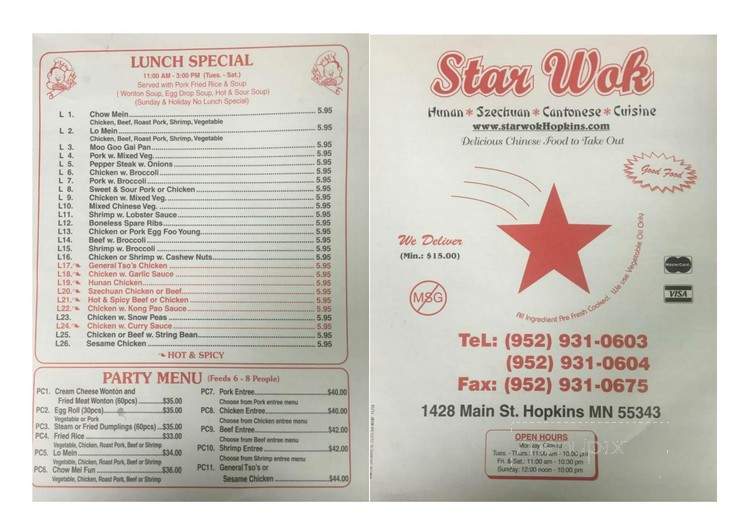 LUNCH SPECIAL
11:00 AM - 3:00 PM (Tues. - Sat.)
Served with Pork Fried Rice & Soup
( Wonton Soup, Egg Drop Soup, Hot & Sour Soup)
(Sunday & Holiday No Lunch Special)
L 1. Chow Mein 5.95
Chicken, Beef, Roast Pork, Shrimp, Vegetable
L 2. Lo Mein 5.95
Chicken, Beef, Roast Pork, Shrimp, Vegetable
L 3. Moo Goo Gai Pan 5.95
L 4. Pork w. Mixed Veg. 5.95
L 5. Pepper Steak w. Onions 5.95
L 6. Chicken w. Broccoli 5.95
L 7. Pork w. Broccoli 5.95
L 8. Sweet & Sour Pork or Chicken 5.95
L 9. Chicken w. Mixed Veg. 5.95
L10. Mixed Chinese Veg. 5.95
L11. Shrimp w. Lobster Sauce 5.95
L12. Boneless Spare Ribs 5.95
L13. Chicken or Pork Egg Foo Young 5.95
L14. Beef w. Broccoli 5.95
L15. Shrimp w. Broccoli 5.95
L16. Chicken or Shrimp w. Cashew Nuts 5.95
L17. General Tso's Chicken 5.95
L18. Chicken w. Garlic Sauce 5.95
L19. Hunan Chicken 5.95
L20. Szechuan Chicken or Beef 5.95
L21. Hot & Spicy Beef or Chicken 5.95
L22. Chicken w. Kong Pao Sauce 5.95
L23. Chicken w. Snow Peas 5.95
L24. Chicken w. Curry Sauce 5.95
L25. Chicken or Beef w. String Bean 5.95
L26. Sesame Chicken 5.95
HOT & SPICY
PARTY MENU (Feeds 6 - 8 People)
PC1. Cream Cheese Wonton and
Fried Meat Wonton (60pcs) $35.00
PC2. Egg Roll (30pcs) $35.00
Vegetable or Pork
PC3. Steam or Fried Dumplings (60pcs) $35.00
PC4. Fried Rice $33.00
Vegetable, Chicken, Roast Pork, Beef or Shrimp
PC5. Lo Mein $34.00
Vegetable, Chicken, Roast Pork, Beef or Shrimp
PC6. Chow Mei Fun $36.00
Vegetable, Chicken, Roast Pork, Beef or Shrimp
PC7. Pork Entree $40.00
Choose from Pork entree menu
PC8. Chicken Entree $40.00
Choose from Chicken entree menu
PC9. Beef Entree $42.00
Choose from Beef entree menu
PC10. Shrimp Entree $42.00
Choose from Shrimp entree menu
PC11. General Tso's or
Sesame Chicken $44.00
Star Wok
Hunan * Szechuan * Cantonese * Cuisine
www.starwokHopkins.com
Delicious Chinese Food to Take Out
Good Food
We Deliver
(Min.: $15.00)
MSG
All Ingredient Are Fresh Cooked. We use Vegetable Oil Only
MasterCard
VISA
Tel: (952) 931-0603
(952) 931-0604
Fax: (952) 931-0675
1428 Main St. Hopkins MN 55343
OPEN HOURS
Monday Closed
Tues. - Thurs.: 11:00 am - 10:00 pm
Fri. & Sat.: 11:00 am - 10:30 pm
Sunday: 12:00 noon - 10:00 pm